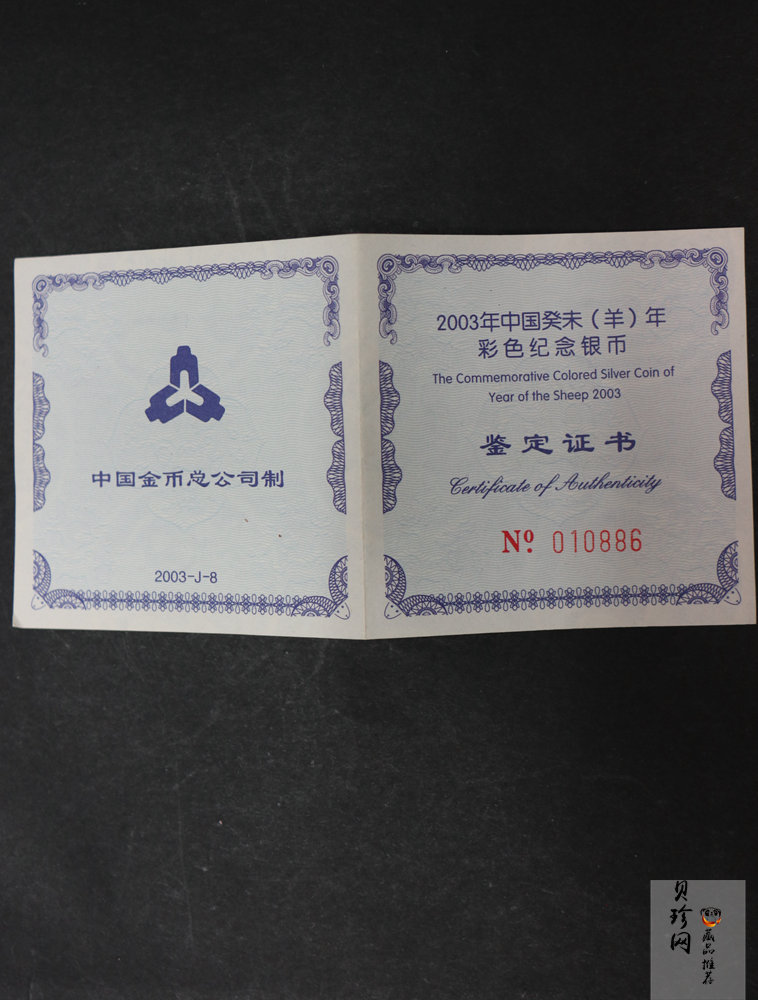 中国金币总公司制
2003-J-8
2003年中国癸未（羊）年
彩色纪念银币
The Commemorative Colored Silver Coin of
Year of the Sheep 2003
鉴定证书
Certificate of Authenticity
Nº 010886
贝珍网
藏品推荐